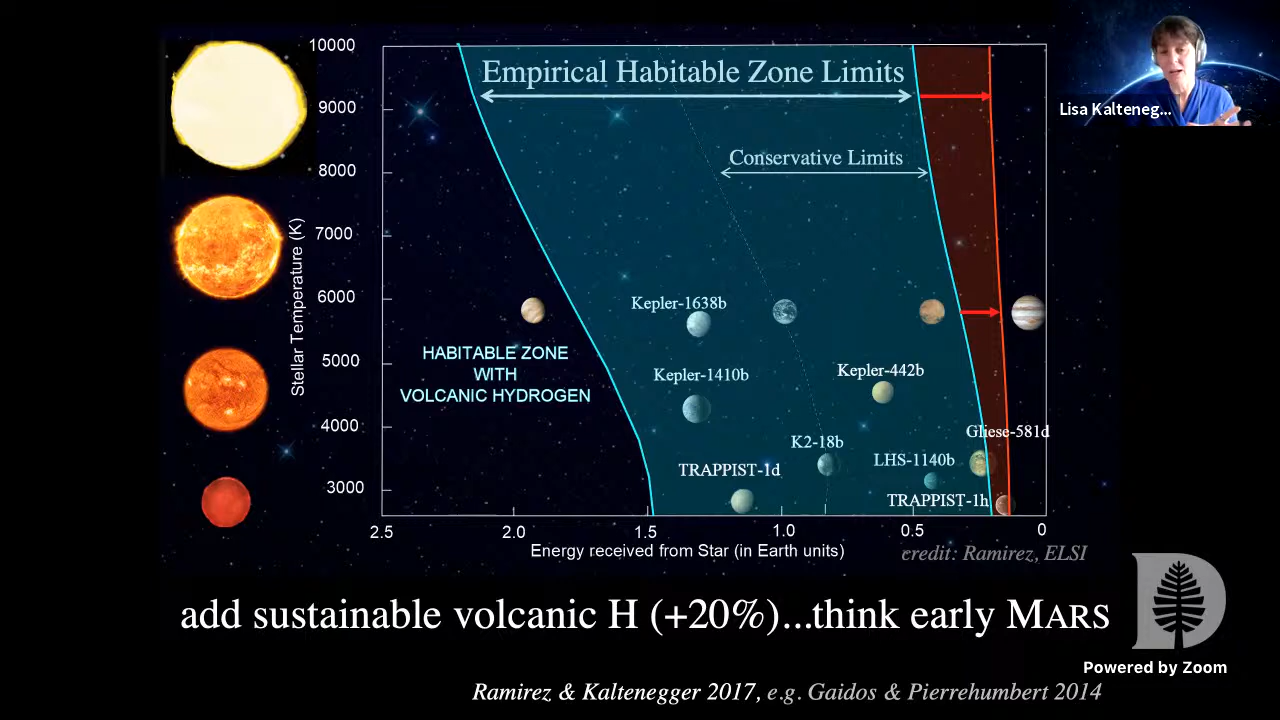 Empirical Habitable Zone Limits
Conservative Limits
Lisa Kalteneg...
Stellar Temperature (K)
10000
9000
8000
7000
6000
5000
4000
3000
HABITABLE ZONE
WITH
VOLCANIC HYDROGEN
Kepler-1638b
Kepler-1410b
Kepler-442b
K2-18b
Gliese-581d
LHS-1140b
TRAPPIST-1d
TRAPPIST-1h
2.5
2.0
1.5
1.0
0.5
0
Energy received from Star (in Earth units)
credit: Ramirez, ELSI
add sustainable volcanic H (+20%)...think early MARS
D
Powered by Zoom
Ramirez & Kaltenegger 2017, e.g. Gaidos & Pierrehumbert 2014